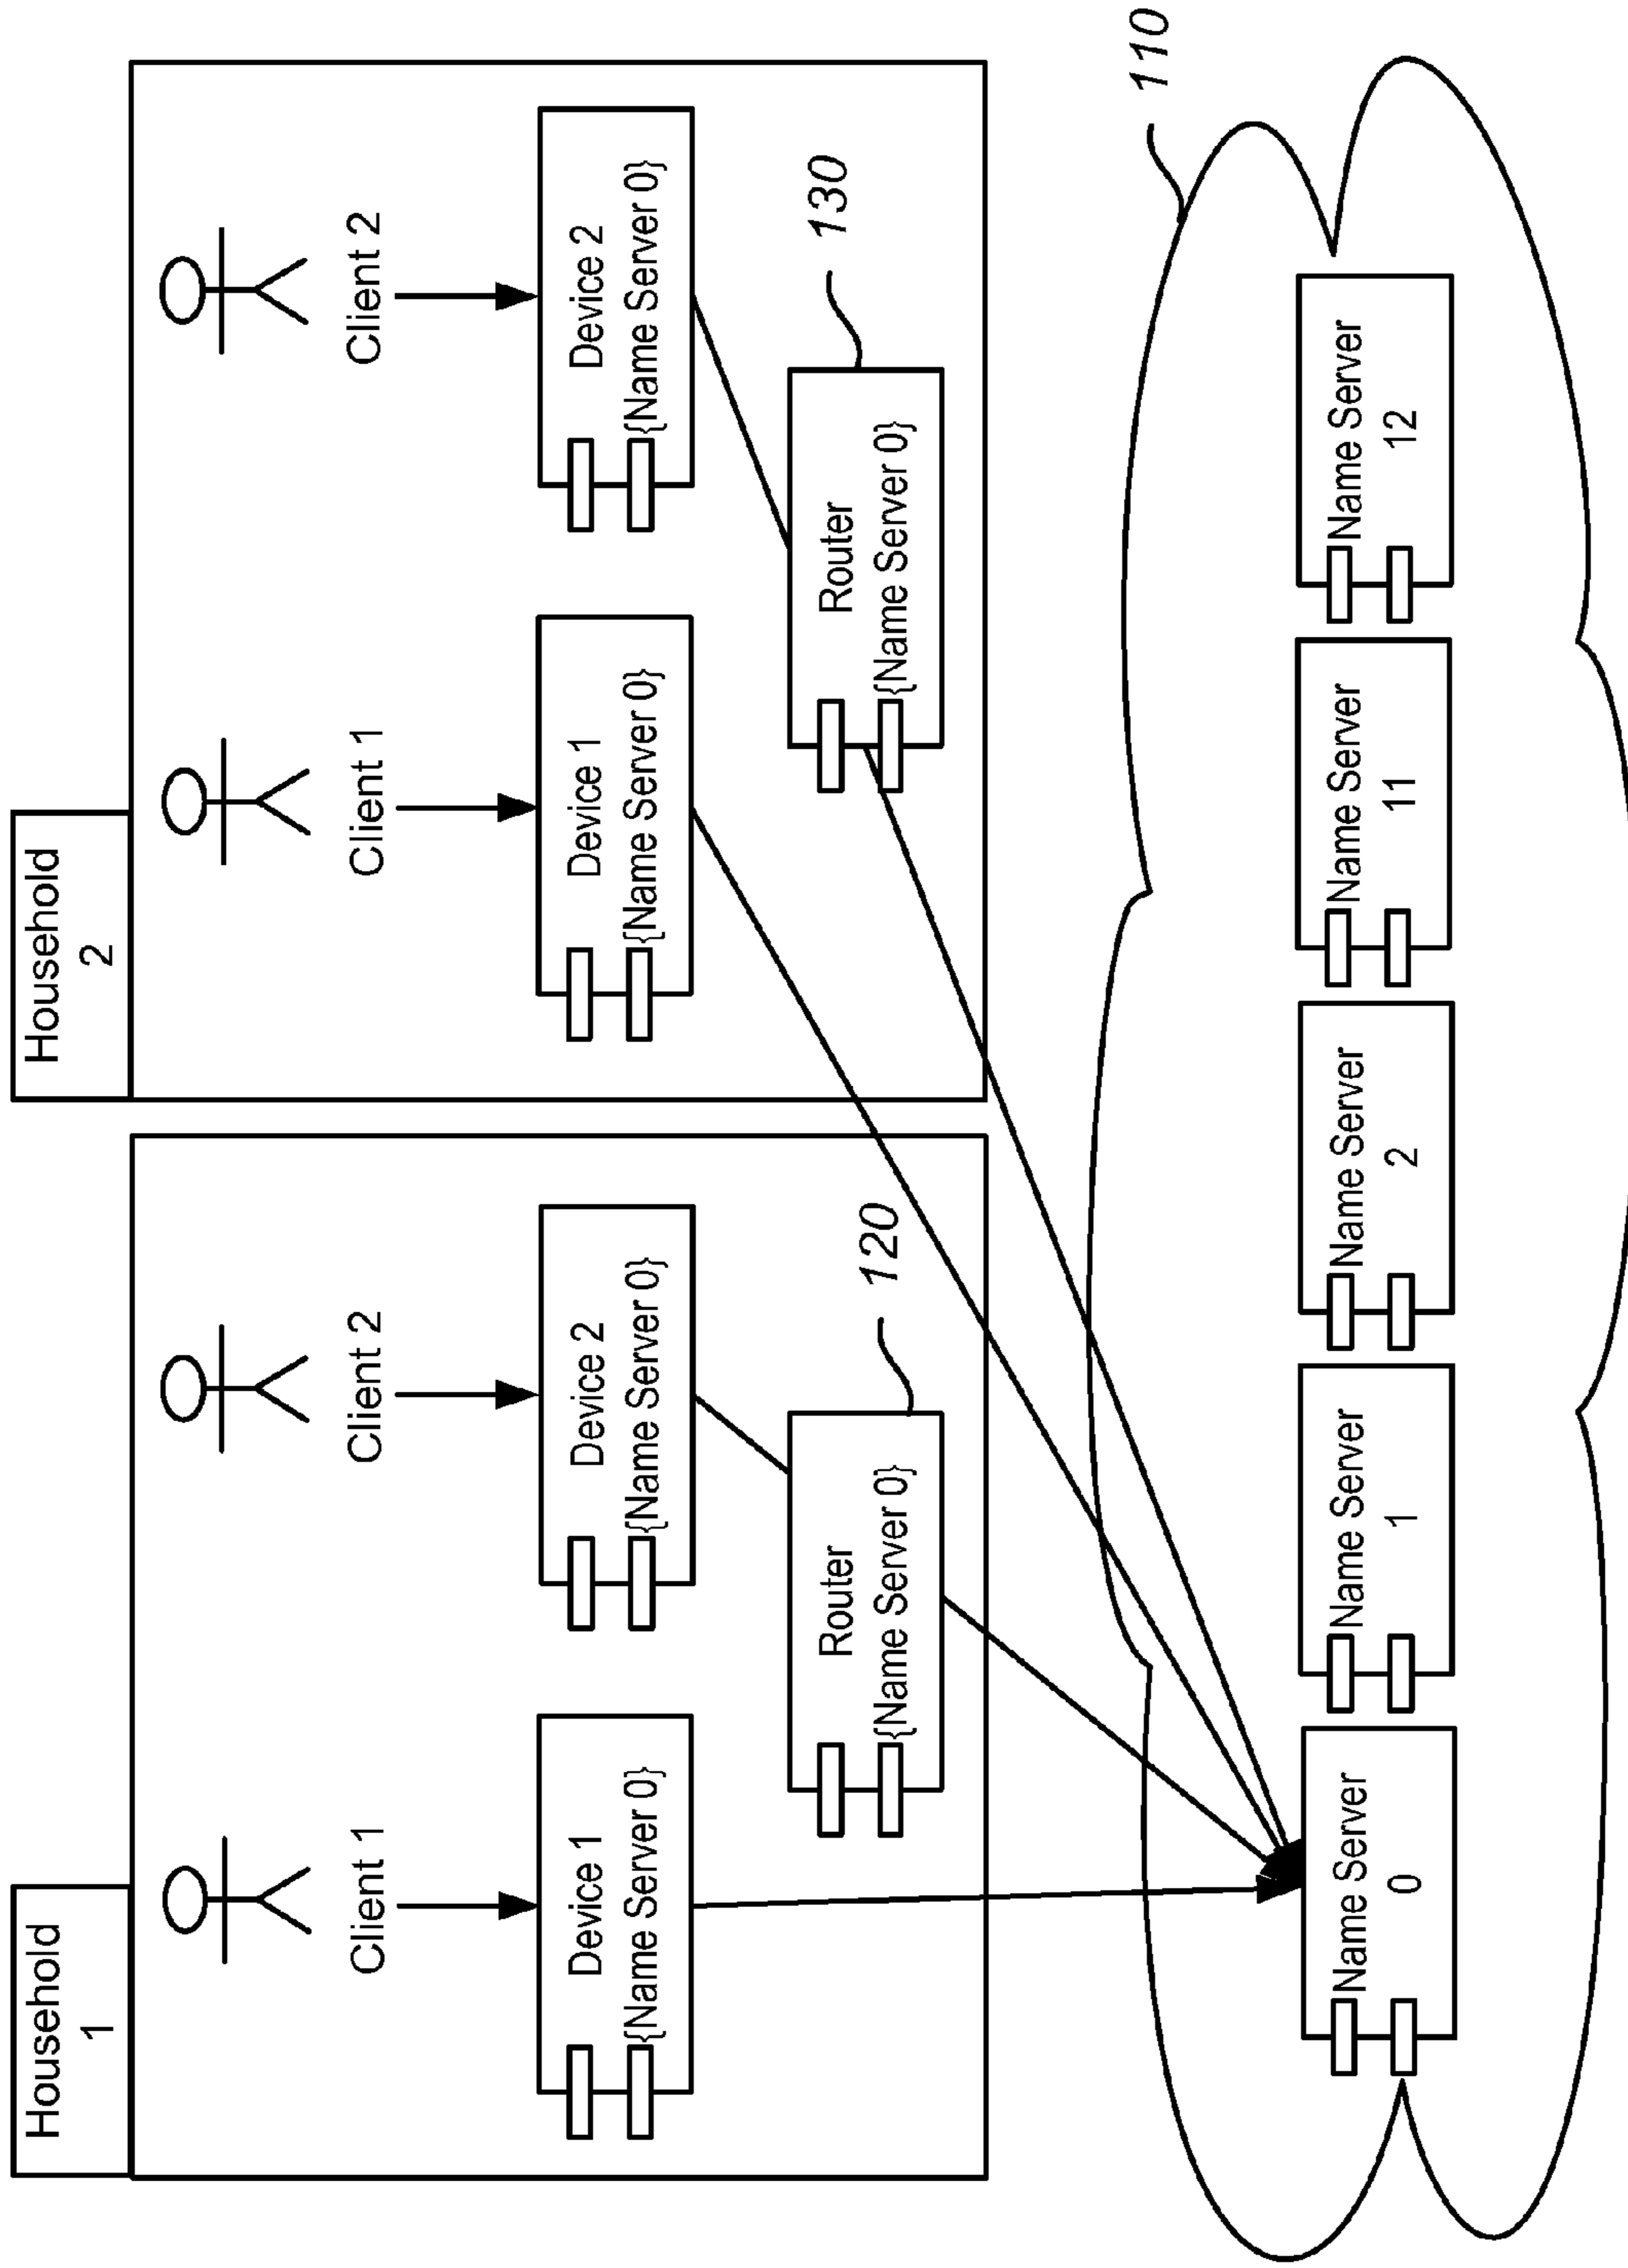 Household
1
Household
2
Client 1
Client 2
Client 1
Client 2
Device 1
{Name Server 0}
Device 2
{Name Server 0}
Device 1
{Name Server 0}
Device 2
{Name Server 0}
Router
{Name Server 0}
120
Router
{Name Server 0}
130
110
Name Server
0
Name Server
1
Name Server
2
Name Server
11
Name Server
12